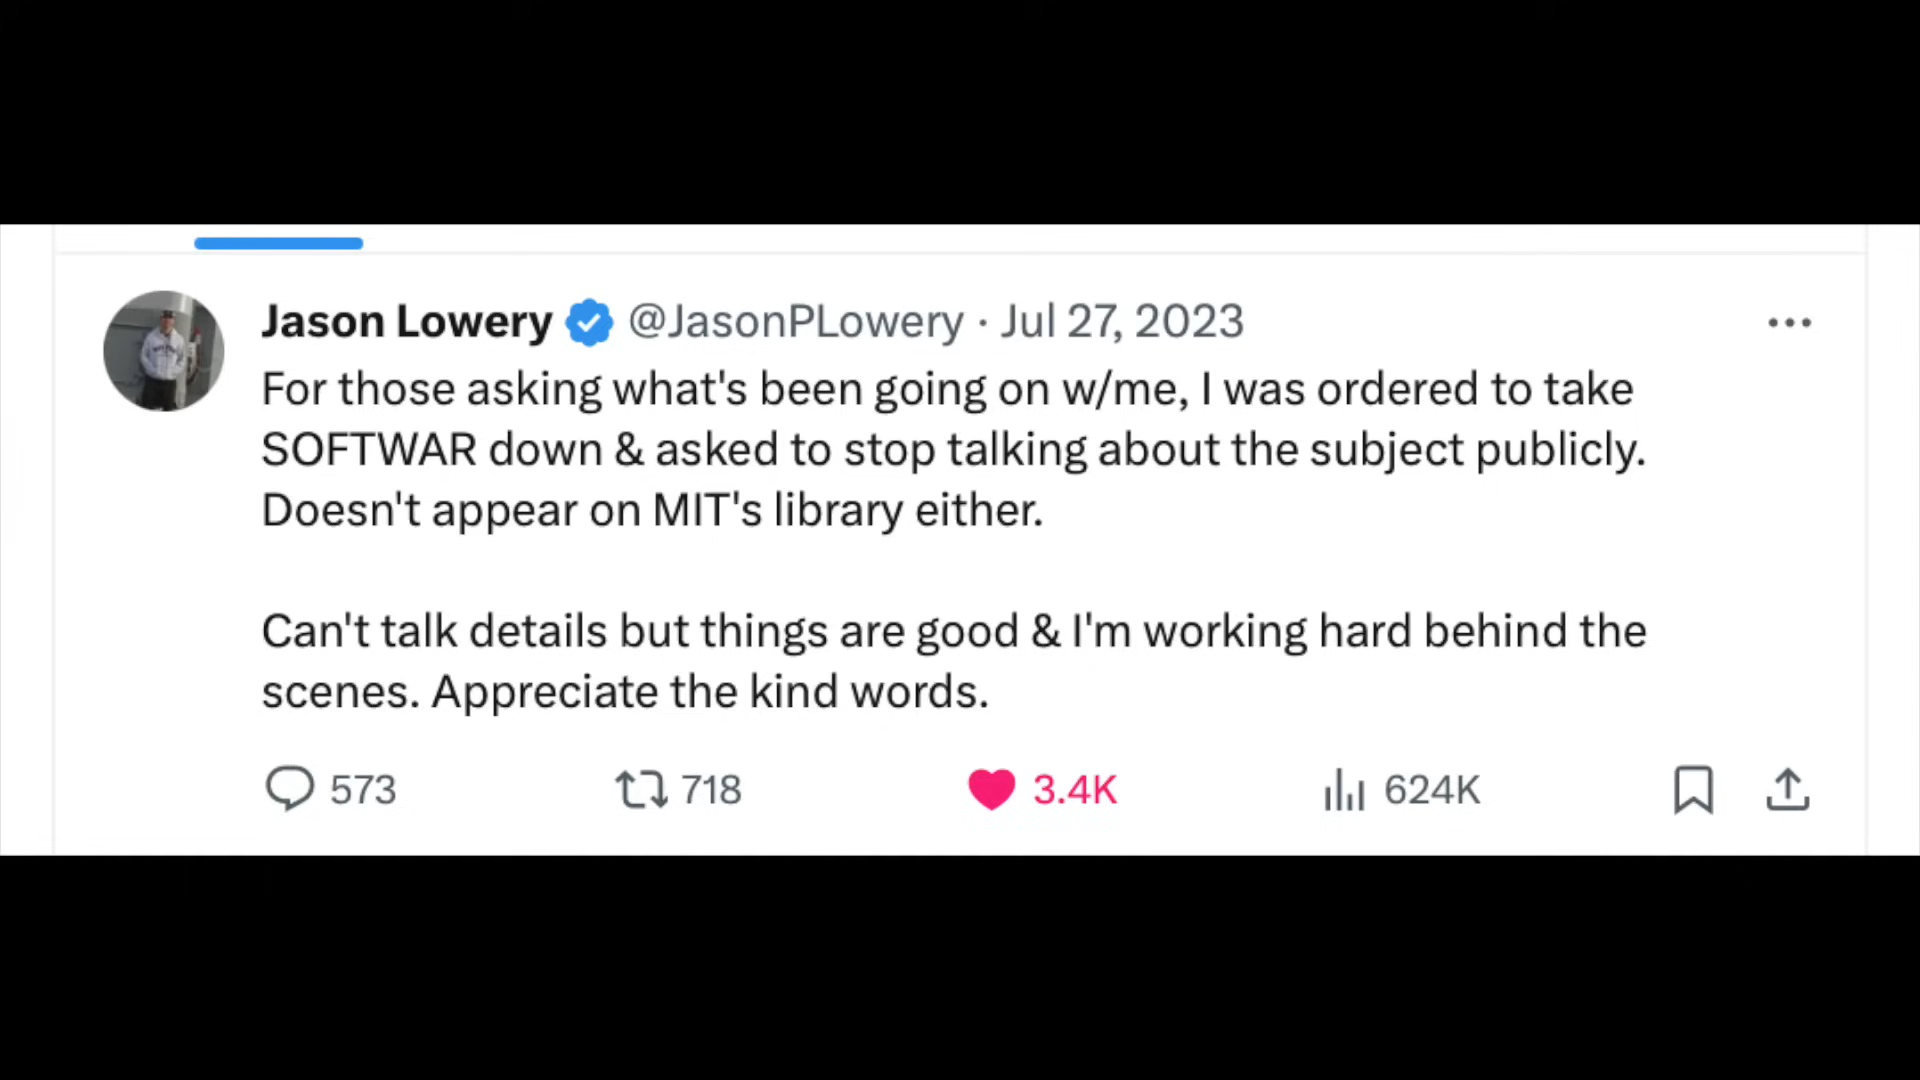 Jason Lowery @JasonPLowery · Jul 27, 2023
For those asking what's been going on w/me, I was ordered to take
SOFTWAR down & asked to stop talking about the subject publicly.
Doesn't appear on MIT's library either.
Can't talk details but things are good & I'm working hard behind the
scenes. Appreciate the kind words.
573 718 3.4K 624K